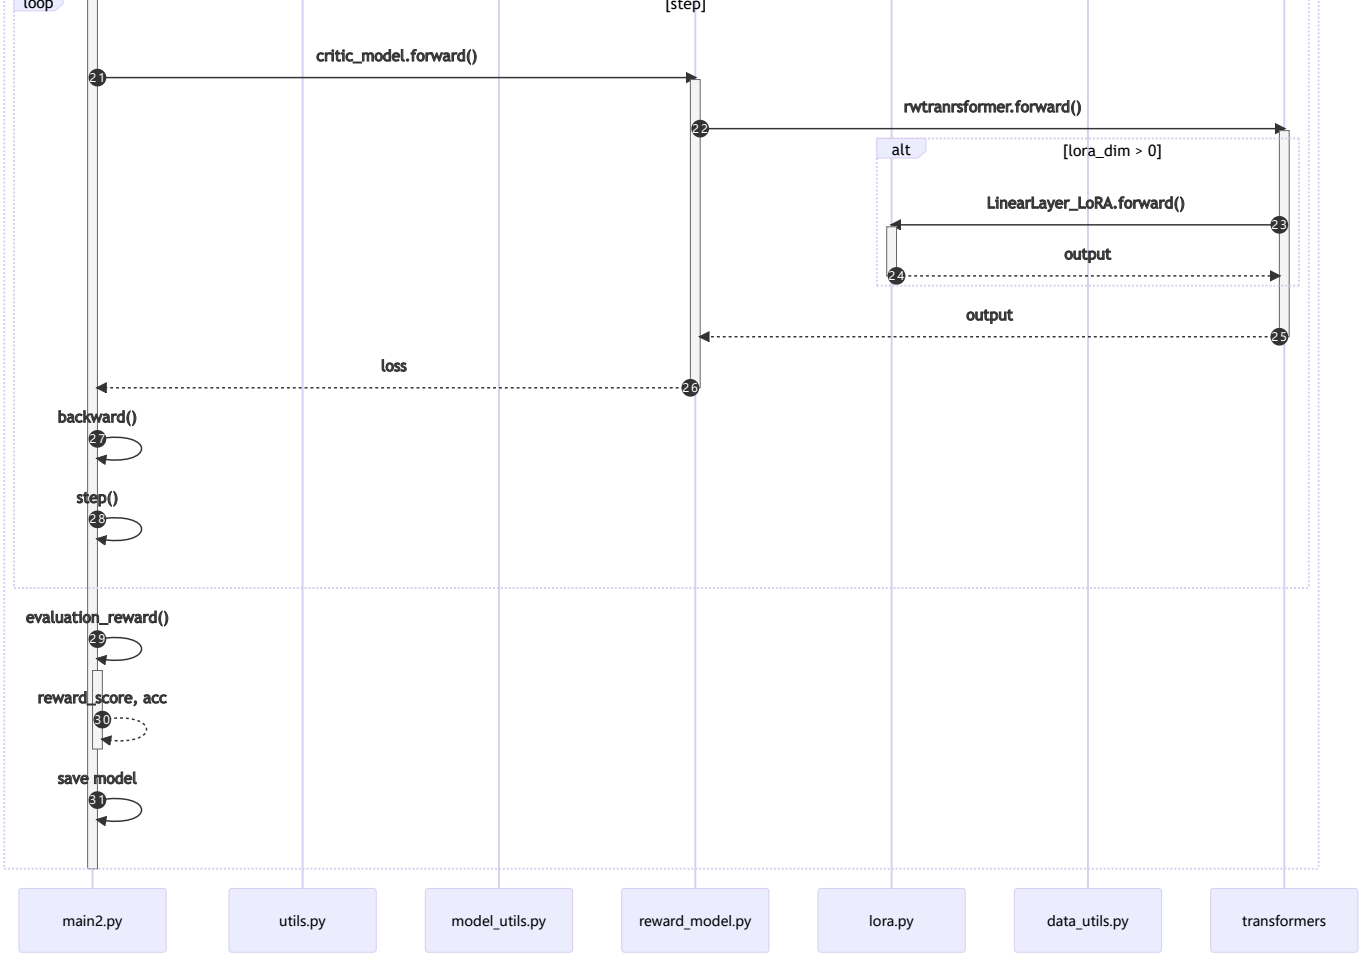 loop
[step]
critic_model.forward()
21
rwtranrsformer.forward()
22
alt
[lora_dim > 0]
LinearLayer_LoRA.forward()
23
output
24
output
25
loss
26
backward()
27
step()
28
evaluation_reward()
29
reward_score, acc
30
save model
31
main2.py
utils.py
model_utils.py
reward_model.py
lora.py
data_utils.py
transformers